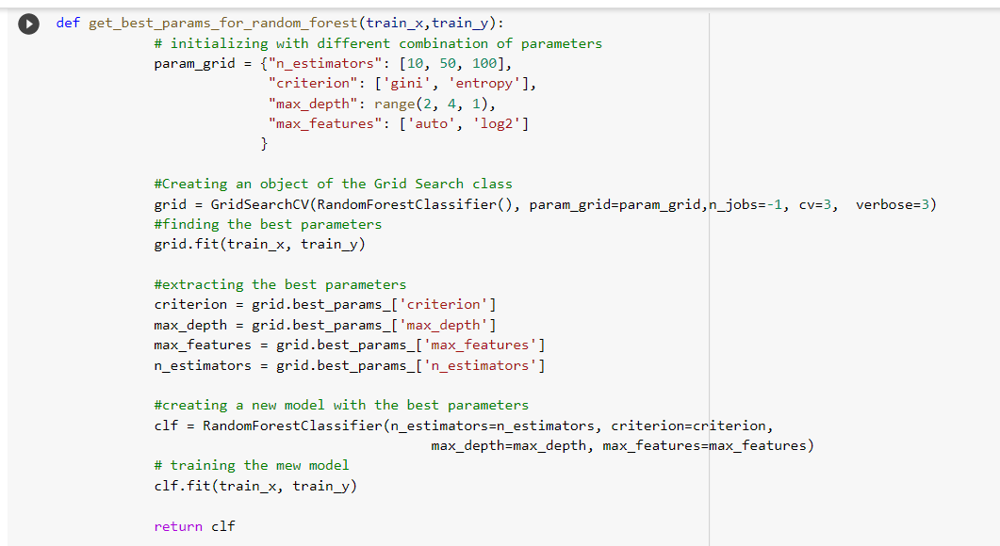 def get_best_params_for_random_forest(train_x,train_y):
# initializing with different combination of parameters
param_grid = {"n_estimators": [10, 50, 100],
"criterion": ['gini', 'entropy'],
"max_depth": range(2, 4, 1),
"max_features": ['auto', 'log2']
}
#Creating an object of the Grid Search class
grid = GridSearchCV(RandomForestClassifier(), param_grid=param_grid,n_jobs=-1, cv=3,  verbose=3)
#finding the best parameters
grid.fit(train_x, train_y)
#extracting the best parameters
criterion = grid.best_params_['criterion']
max_depth = grid.best_params_['max_depth']
max_features = grid.best_params_['max_features']
n_estimators = grid.best_params_['n_estimators']
#creating a new model with the best parameters
clf = RandomForestClassifier(n_estimators=n_estimators, criterion=criterion,
max_depth=max_depth, max_features=max_features)
# training the mew model
clf.fit(train_x, train_y)
return clf